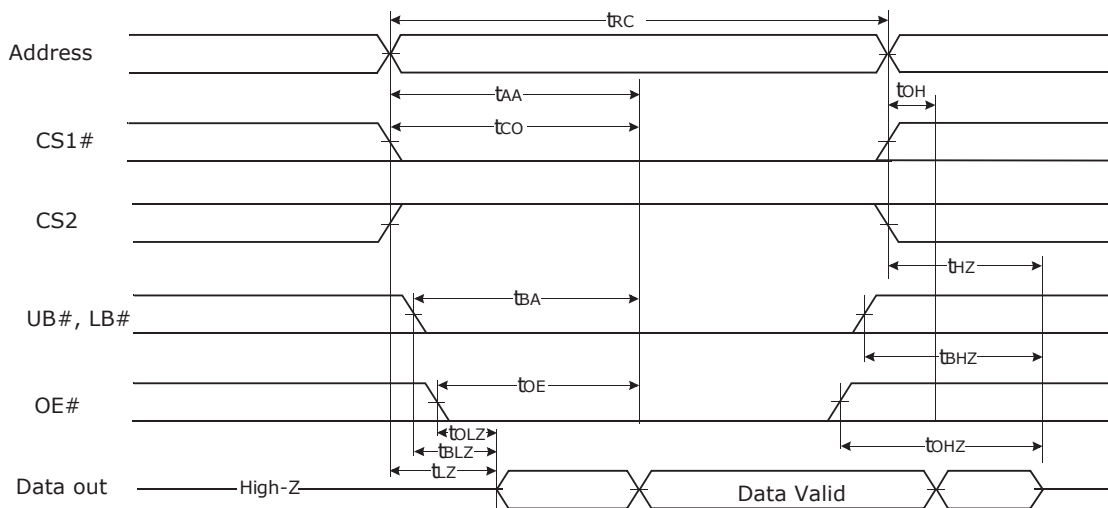 tRC
Address
tAA
tOH
tCO
CS1#
CS2
tHZ
tBA
UB#, LB#
tBHZ
tOE
OE#
tOLZ
tBLZ
tOHZ
tLZ
Data out
High-Z
Data Valid